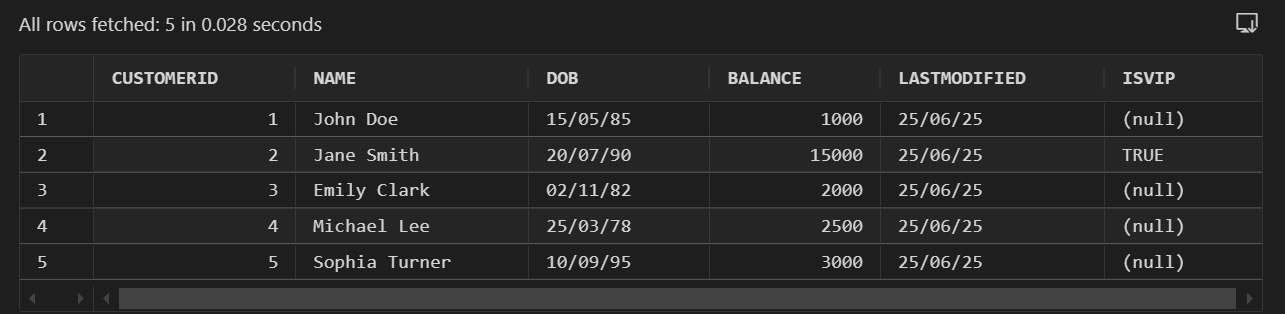 All rows fetched: 5 in 0.028 seconds
CUSTOMERID NAME DOB BALANCE LASTMODIFIED ISVIP
1 1 John Doe 15/05/85 1000 25/06/25 (null)
2 2 Jane Smith 20/07/90 15000 25/06/25 TRUE
3 3 Emily Clark 02/11/82 2000 25/06/25 (null)
4 4 Michael Lee 25/03/78 2500 25/06/25 (null)
5 5 Sophia Turner 10/09/95 3000 25/06/25 (null)